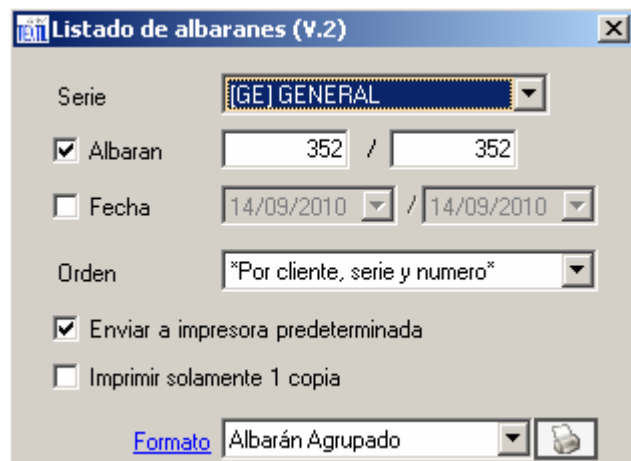 Listado de albaranes (V.2)
Serie [GE] GENERAL
Albaran 352 / 352
Fecha 14/09/2010 / 14/09/2010
Orden *Por cliente, serie y numero*
Enviar a impresora predeterminada
Imprimir solamente 1 copia
Formato Albarán Agrupado